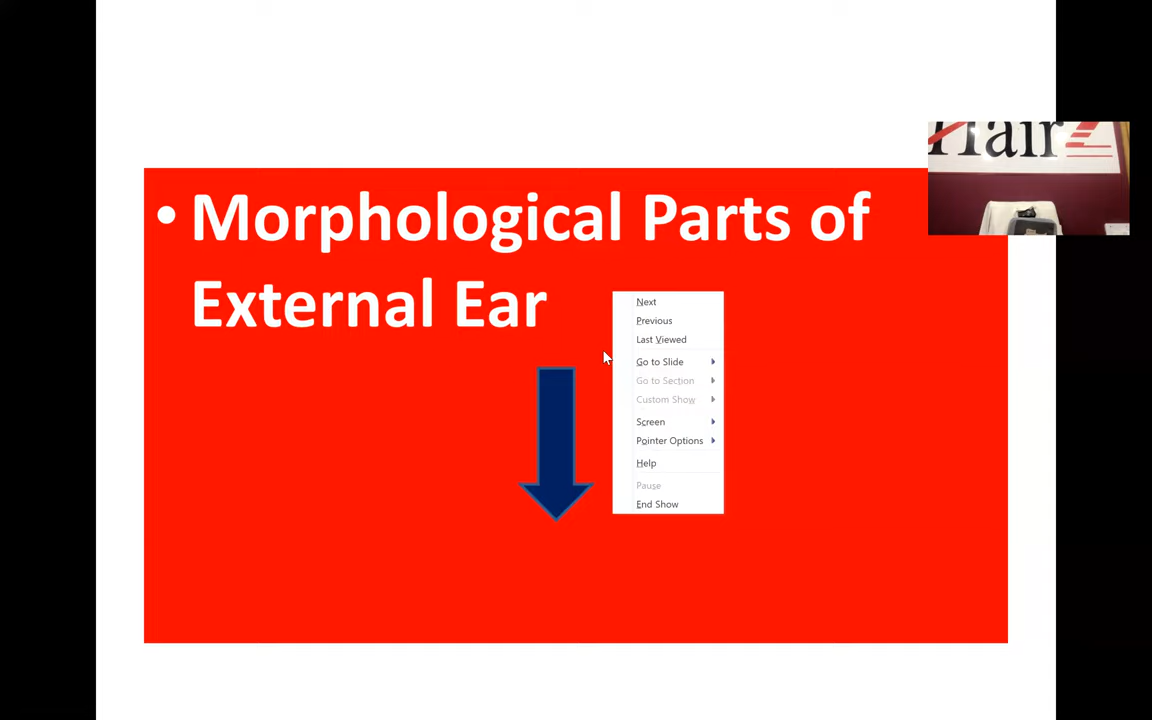 • Morphological Parts of
External Ear
HairZ
Next
Previous
Last Viewed
Go to Slide
Go to Section
Custom Show
Screen
Pointer Options
Help
Pause
End Show